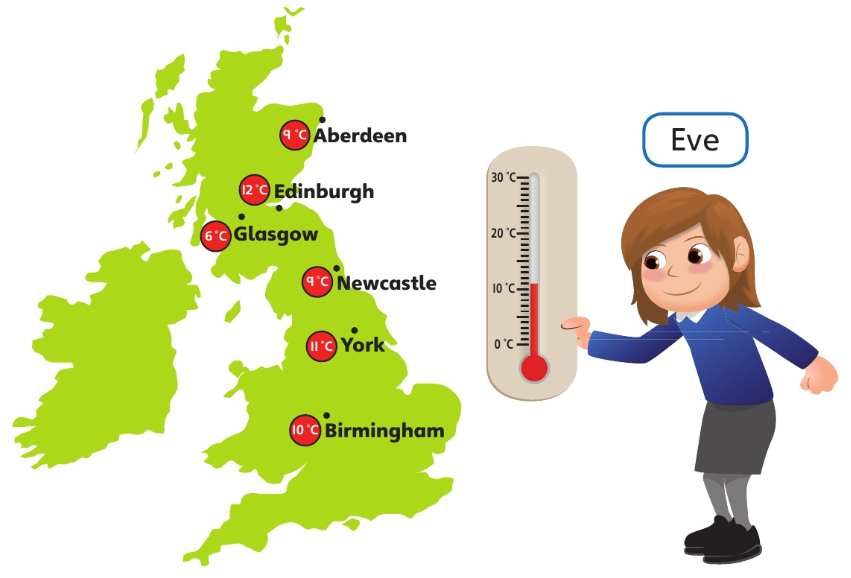 9 °C Aberdeen
12 °C Edinburgh
6 °C Glasgow
9 °C Newcastle
11 °C York
10 °C Birmingham
30 °C
20 °C
10 °C
0 °C
Eve